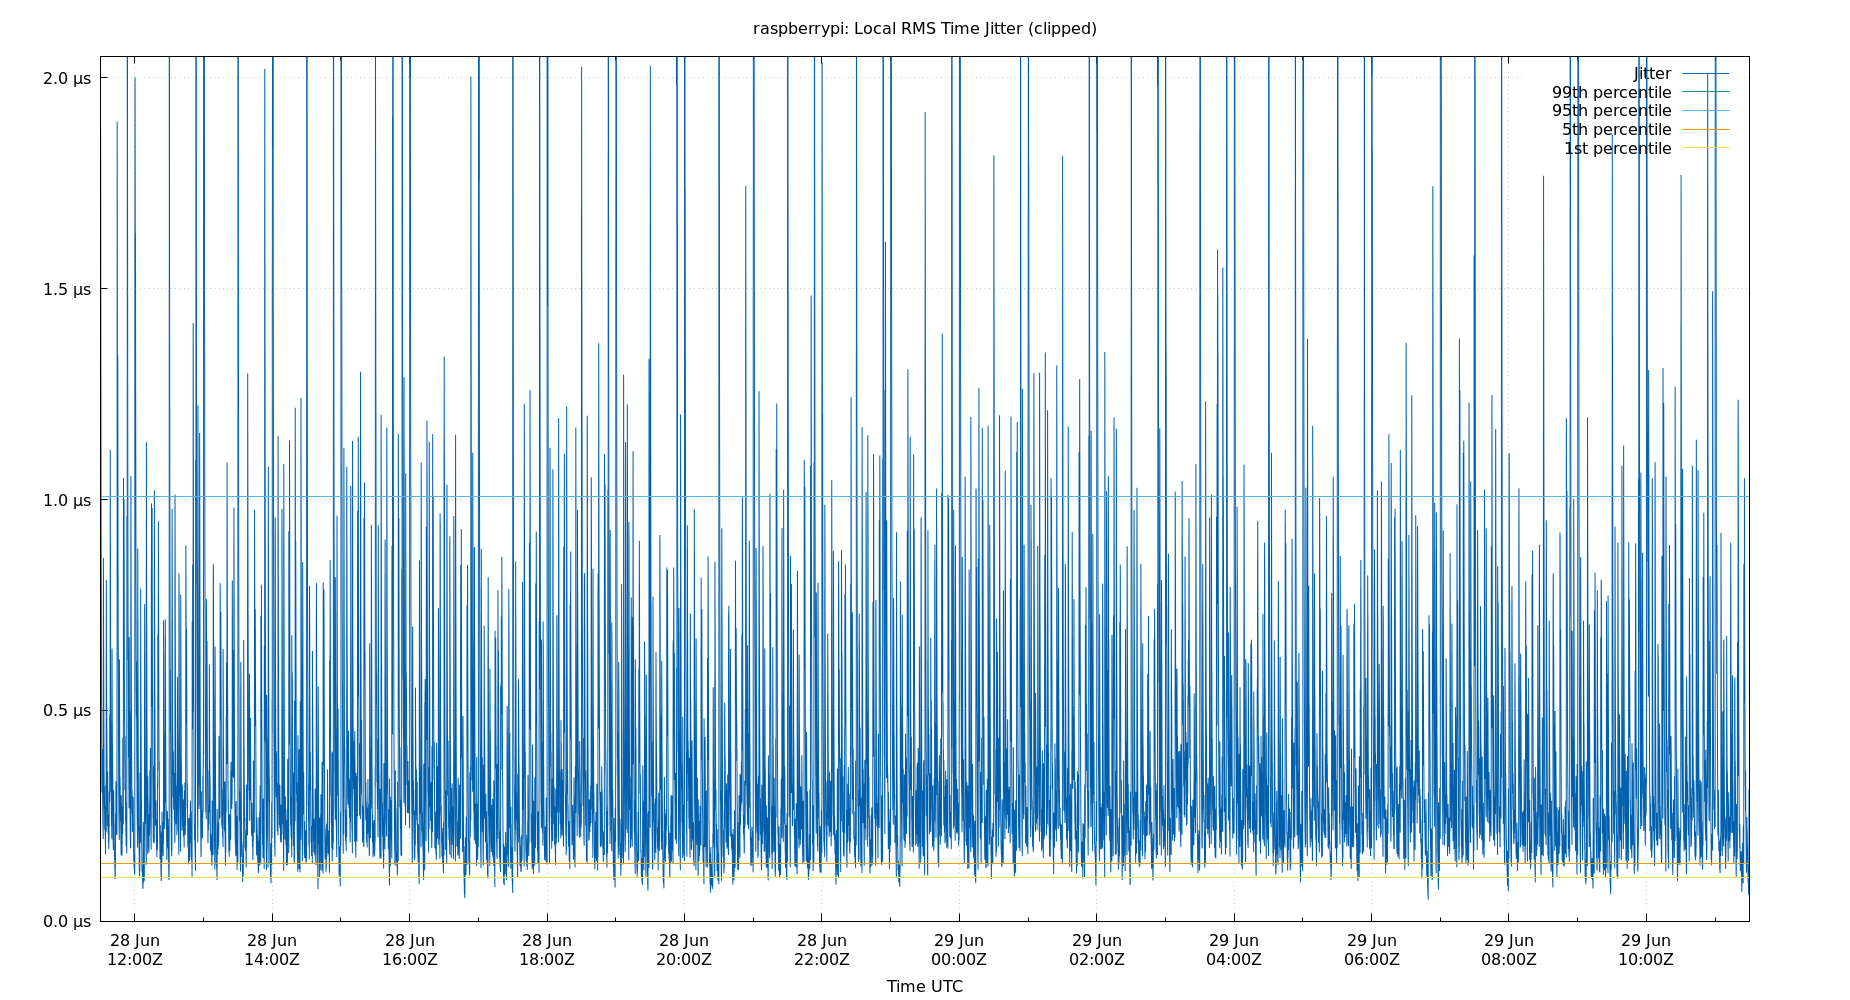 raspberrypi: Local RMS Time Jitter (clipped)
2.0 µs
1.5 µs
1.0 µs
0.5 µs
0.0 µs
Jitter
99th percentile
95th percentile
5th percentile
1st percentile
28 Jun 28 Jun 28 Jun 28 Jun 28 Jun 28 Jun 29 Jun 29 Jun 29 Jun 29 Jun 29 Jun 29 Jun
12:00Z 14:00Z 16:00Z 18:00Z 20:00Z 22:00Z 00:00Z 02:00Z 04:00Z 06:00Z 08:00Z 10:00Z
Time UTC